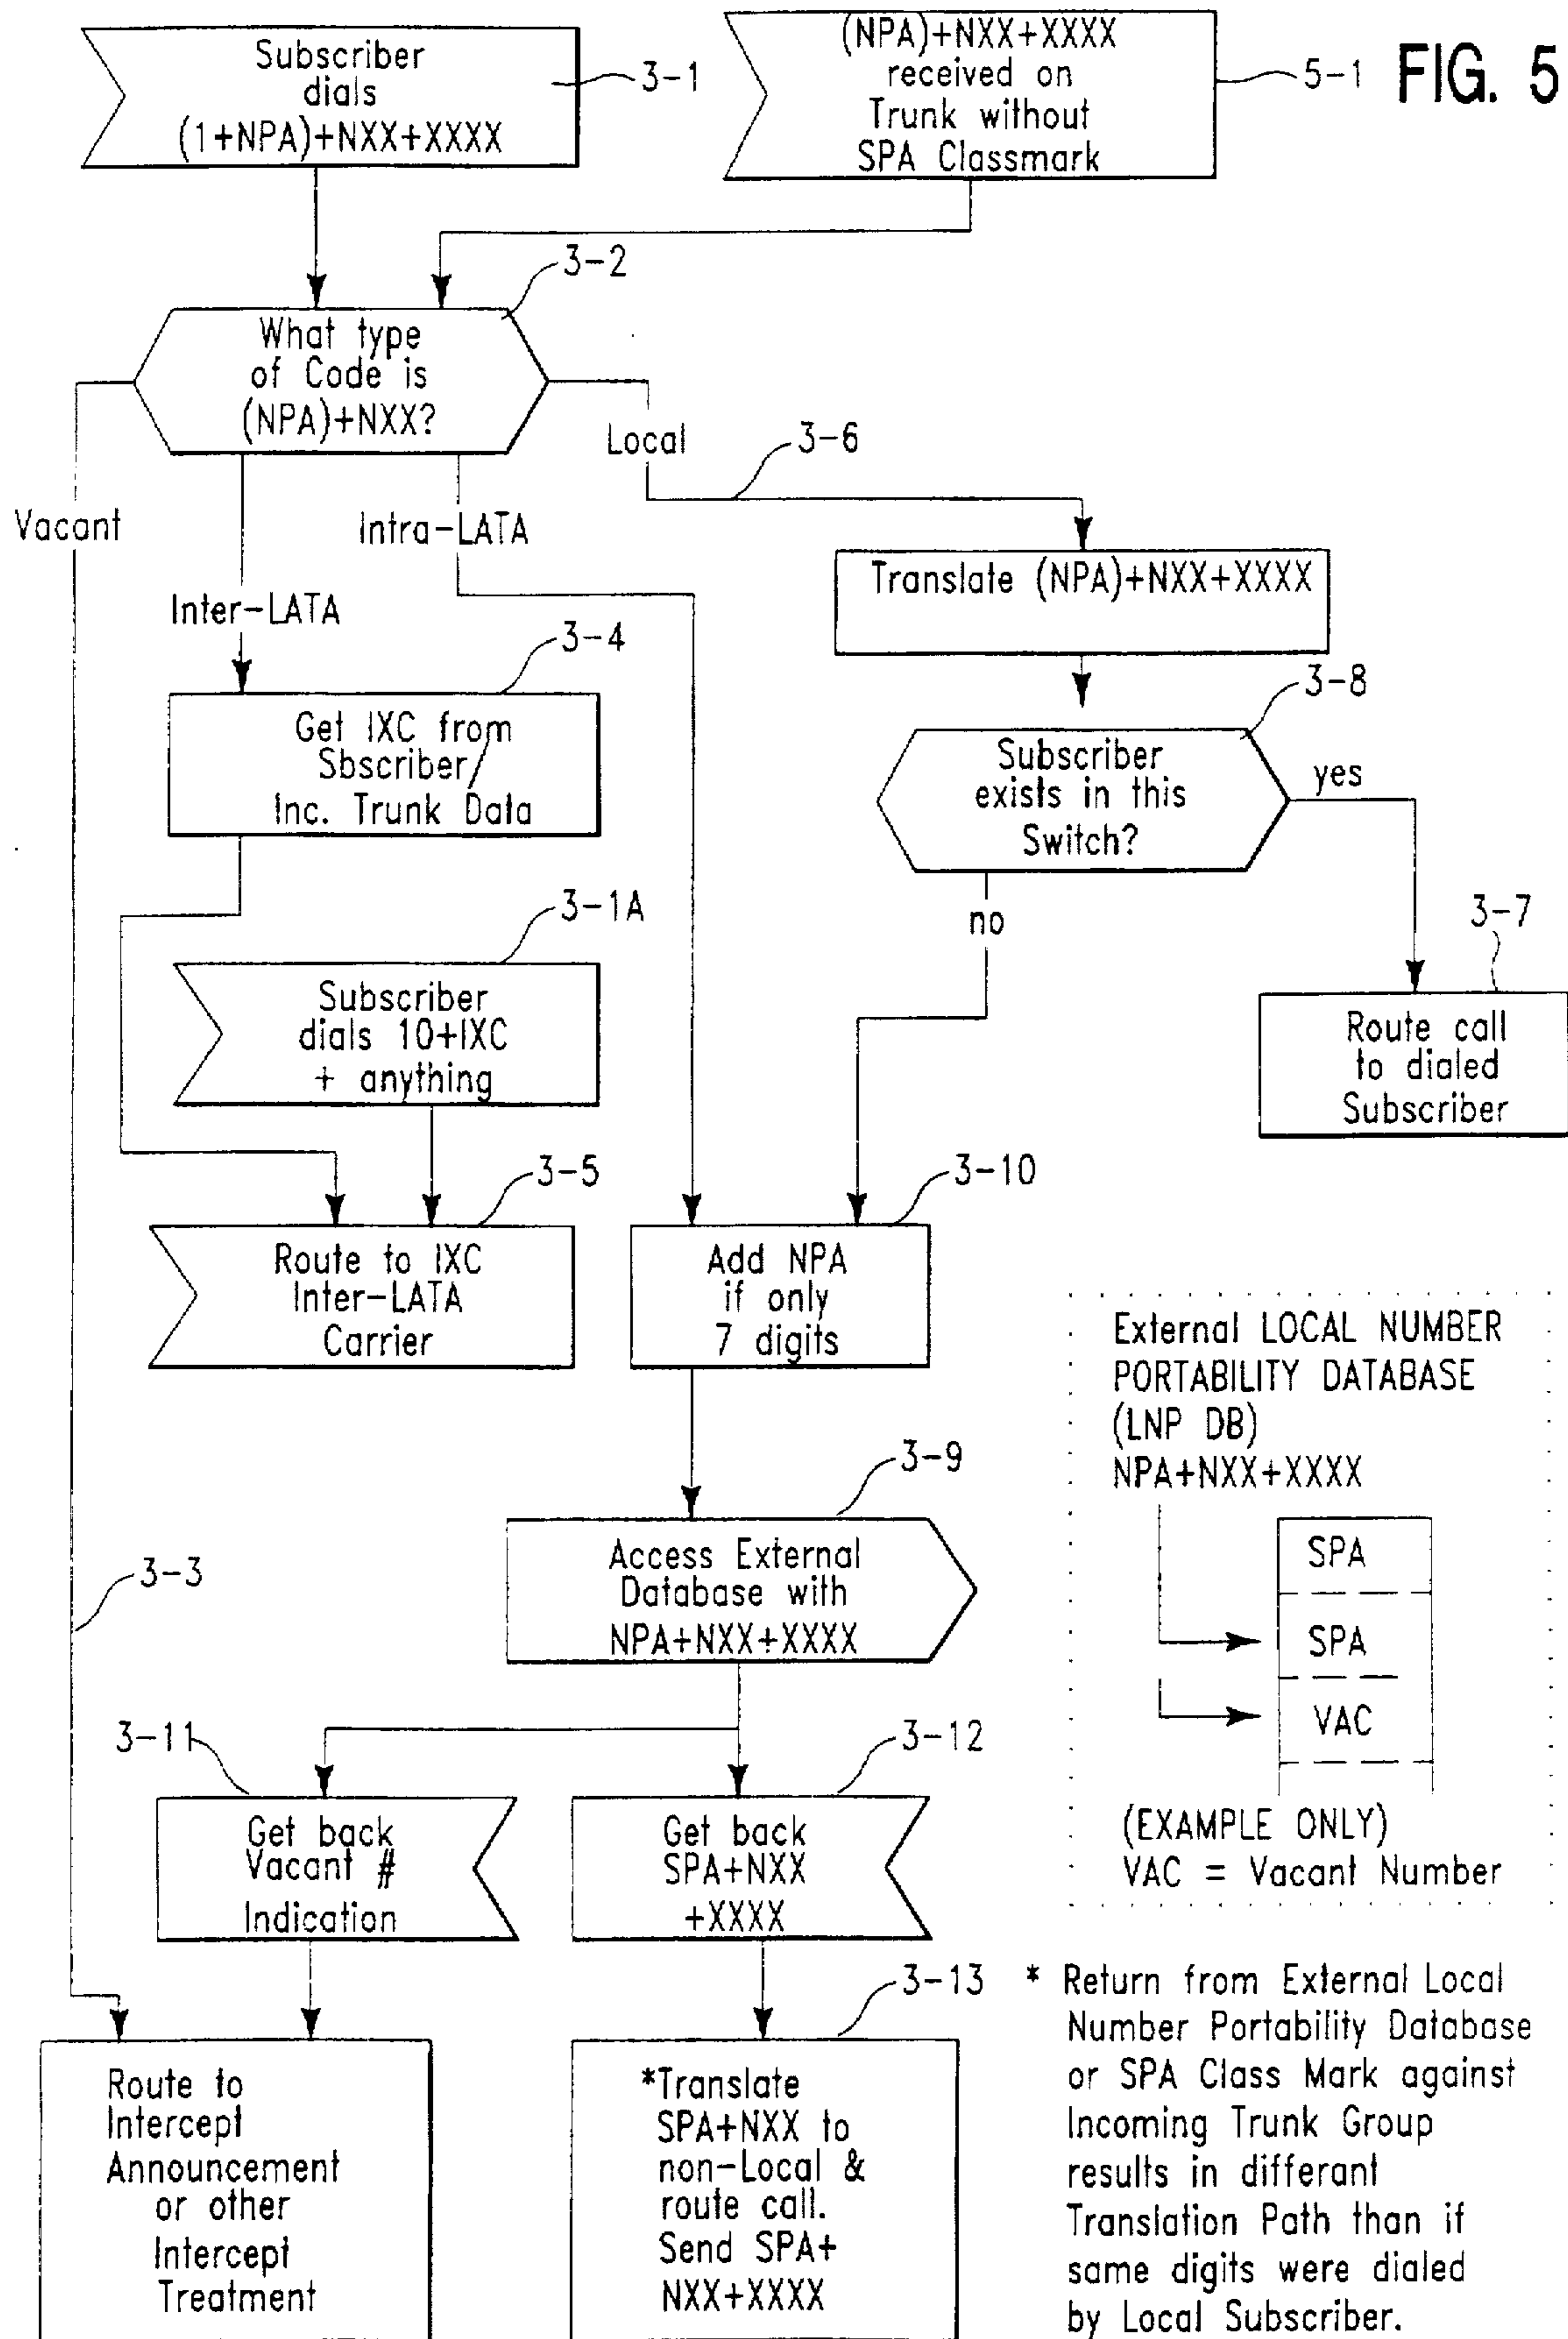 FIG. 5
Subscriber
dials
(1+NPA)+NXX+XXXX
3-1
(NPA)+NXX+XXXX
received on
Trunk without
SPA Classmark
5-1
3-2
What type
of Code is
(NPA)+NXX?
Vacant
Inter-LATA
Intra-LATA
Local
3-6
Translate (NPA)+NXX+XXXX
3-4
Get IXC from
Sbscriber/
Inc. Trunk Data
3-8
Subscriber
exists in this
Switch?
yes
no
3-7
Route call
to dialed
Subscriber
3-1A
Subscriber
dials 10+IXC
+ anything
3-5
Route to IXC
Inter-LATA
Carrier
3-10
Add NPA
if only
7 digits
External LOCAL NUMBER
PORTABILITY DATABASE
(LNP DB)
NPA+NXX+XXXX
SPA
SPA
VAC
(EXAMPLE ONLY)
VAC = Vacant Number
3-9
Access External
Database with
NPA+NXX+XXXX
3-3
3-11
Get back
Vacant #
Indication
3-12
Get back
SPA+NXX
+XXXX
Route to
Intercept
Announcement
or other
Intercept
Treatment
3-13
*Translate
SPA+NXX to
non-Local &
route call.
Send SPA+
NXX+XXXX
* Return from External Local
Number Portability Database
or SPA Class Mark against
Incoming Trunk Group
results in differant
Translation Path than if
same digits were dialed
by Local Subscriber.